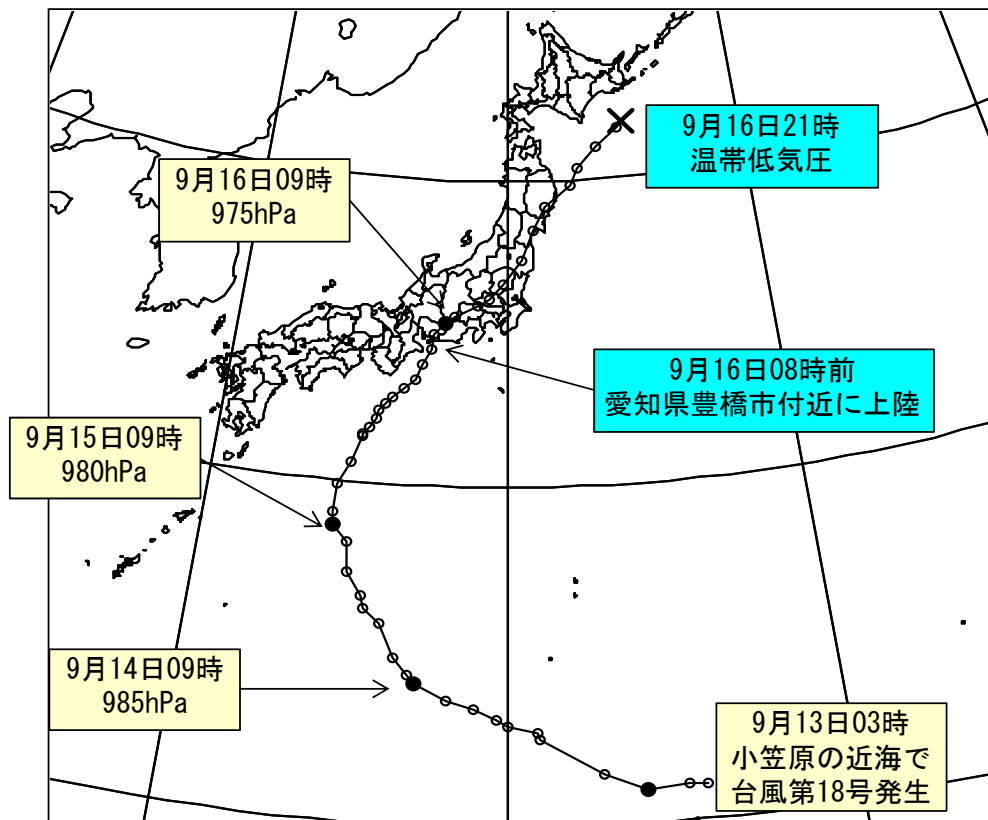 9月16日21時
温帯低気圧
9月16日09時
975hPa
9月16日08時前
愛知県豊橋市付近に上陸
9月15日09時
980hPa
9月14日09時
985hPa
9月13日03時
小笠原の近海で
台風第18号発生